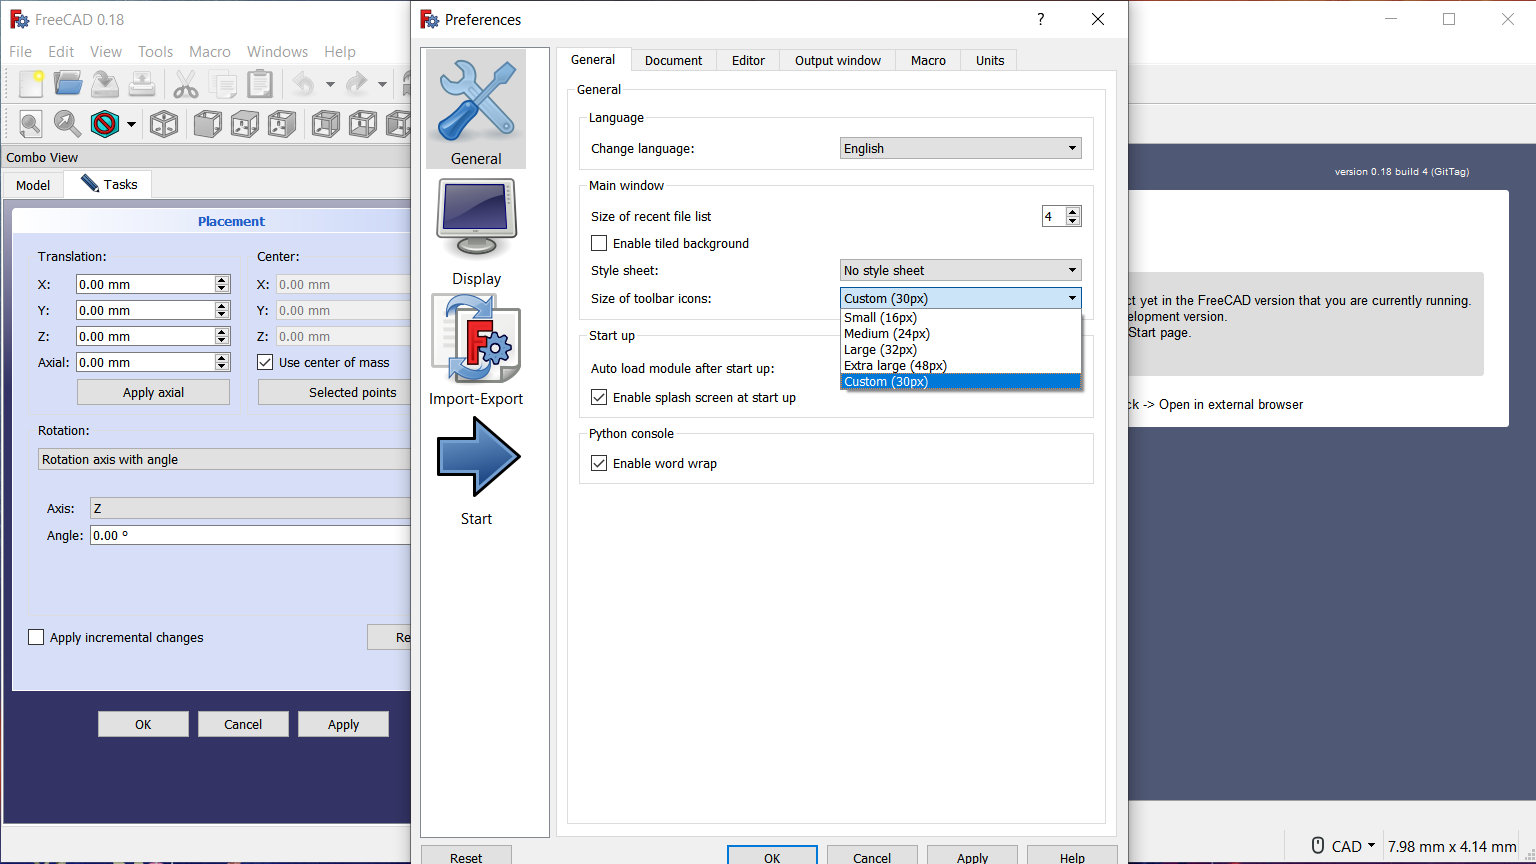 FreeCAD 0.18
File Edit View Tools Macro Windows Help
Combo View
Model Tasks
Placement
Translation: Center:
X: 0.00 mm X: 0.00 mm
Y: 0.00 mm Y: 0.00 mm
Z: 0.00 mm Z: 0.00 mm
Axial: 0.00 mm Use center of mass
Apply axial Selected points
Rotation:
Rotation axis with angle
Axis: Z
Angle: 0.00 °
Apply incremental changes Re
OK Cancel Apply
Preferences
?
General
Display
Import-Export
Start
General Document Editor Output window Macro Units
General
Language
Change language: English
Main window
Size of recent file list 4
Enable tiled background
Style sheet: No style sheet
Size of toolbar icons: Custom (30px)
Small (16px)
Medium (24px)
Large (32px)
Extra large (48px)
Custom (30px)
Start up
Auto load module after start up:
Enable splash screen at start up
Python console
Enable word wrap
Reset OK Cancel Apply Help
version 0.18 build 4 (GitTag)
ct yet in the FreeCAD version that you are currently running.
elopment version.
Start page.
ck -> Open in external browser
CAD 7.98 mm x 4.14 mm